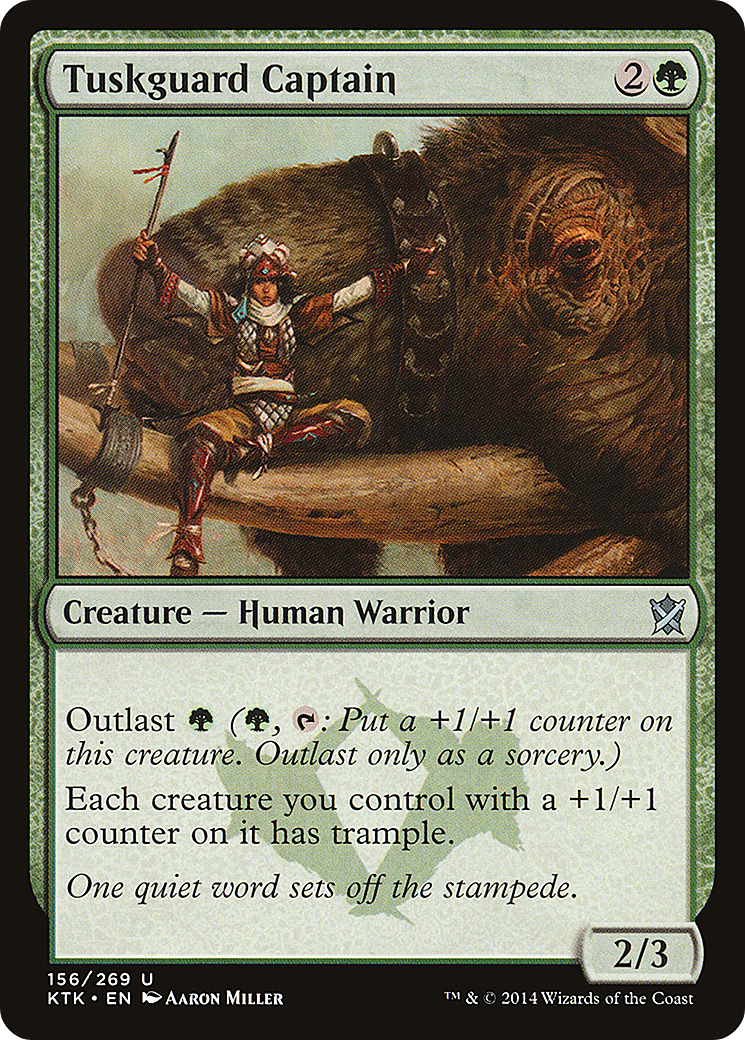 Tuskguard Captain 2
Creature — Human Warrior
Outlast (, : Put a +1/+1 counter on
this creature. Outlast only as a sorcery.)
Each creature you control with a +1/+1
counter on it has trample.
One quiet word sets off the stampede.
2/3
156/269 U
KTK • EN Aaron Miller
™ & © 2014 Wizards of the Coast